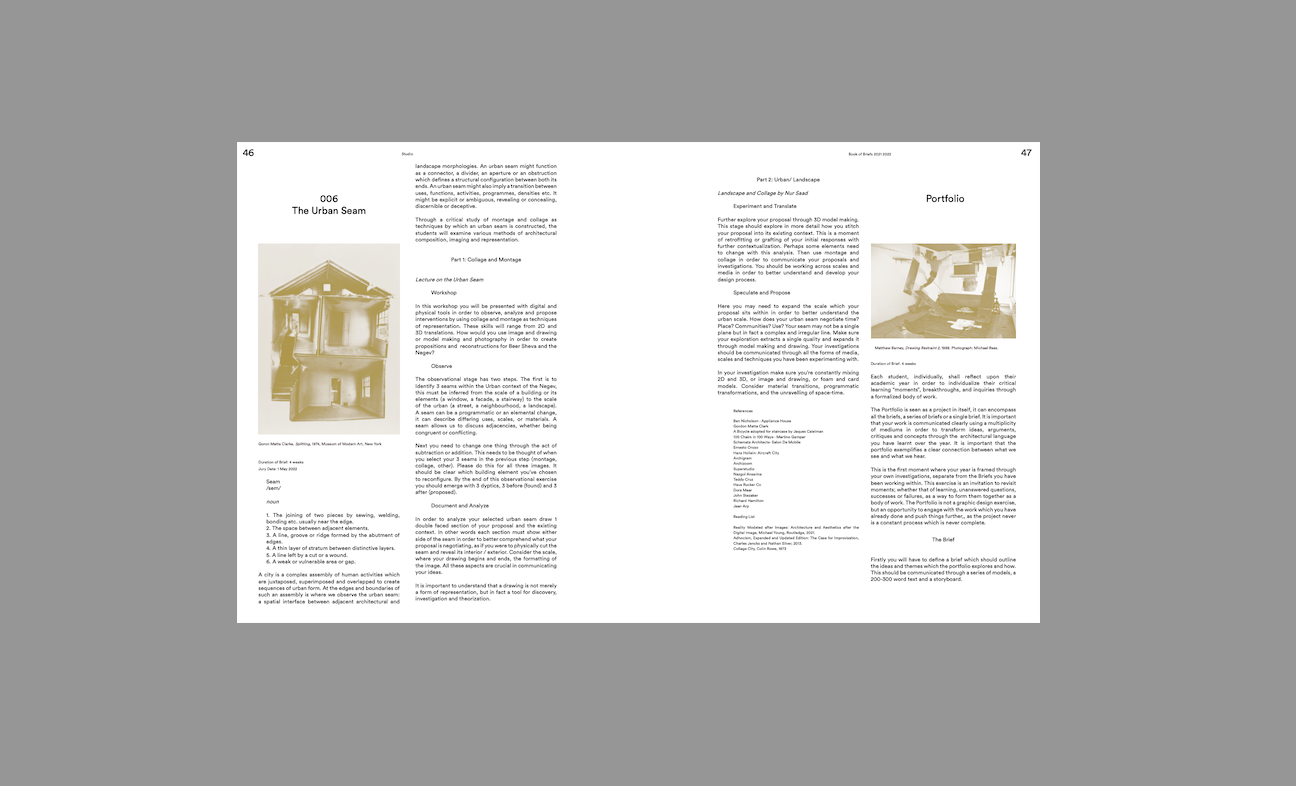 46
Studio
006
The Urban Seam
Gordon Matta Clarke, Splitting, 1974, Museum of Modern Art, New York.
Duration of Brief: 4 weeks
Jury Date: 1 May 2022
Seam
/sēm/
noun
1. The joining of two pieces by sewing, welding,
bonding etc. usually near the edge.
2. The space between adjacent elements.
3. A line, groove or ridge formed by the abutment of
edges.
4. A thin layer of stratum between distinctive layers.
5. A line left by a cut or a wound.
6. A weak or vulnerable area or gap.
A city is a complex assembly of human activities which
are juxtaposed, superimposed and overlapped to create
sequences of urban form. At the edges and boundaries of
such an assembly is where we observe the urban seam:
a spatial interface between adjacent architectural and
landscape morphologies. An urban seam might function
as a connector, a divider, an aperture or an obstruction
which defines a structural configuration between both its
ends. An urban seam might also imply a transition between
uses, functions, activities, programmes, densities etc. It
might be explicit or ambiguous, revealing or concealing,
discernible or deceptive.
Through a critical study of montage and collage as
techniques by which an urban seam is constructed, the
students will examine various methods of architectural
composition, imaging and representation.
Part 1: Collage and Montage
Lecture on the Urban Seam
Workshop
In this workshop you will be presented with digital and
physical tools in order to observe, analyze and propose
interventions by using collage and montage as techniques
of representation. These skills will range from 2D and
3D translations. How would you use image and drawing
or model making and photography in order to create
propositions and reconstructions for Beer Sheva and the
Negev?
Observe
The observational stage has two steps. The first is to
identify 3 seams within the Urban context of the Negev,
this must be inferred from the scale of a building or its
elements (a window, a facade, a stairway) to the scale
of the urban (a street, a neighbourhood, a landscape).
A seam can be a programmatic or an elemental change,
it can describe differing uses, scales, or materials. A
seam allows us to discuss adjacencies, whether being
congruent or conflicting.
Next you need to change one thing through the act of
subtraction or addition. This needs to be thought of when
you select your 3 seams in the previous step (montage,
collage, other). Please do this for all three images. It
should be clear which building element you've chosen
to reconfigure. By the end of this observational exercise
you should emerge with 3 dyptics, 3 before (found) and 3
after (proposed).
Document and Analyze
In order to analyze your selected urban seam draw 1
double faced section of your proposal and the existing
context. In other words each section must show either
side of the seam in order to better comprehend what your
proposal is negotiating, as if you were to physically cut the
seam and reveal its interior / exterior. Consider the scale,
where your drawing begins and ends, the formatting of
the image. All these aspects are crucial in communicating
your ideas.
It is important to understand that a drawing is not merely
a form of representation, but in fact a tool for discovery,
investigation and theorization.
Book of Briefs 2021 2022
47
Part 2: Urban/ Landscape
Landscape and Collage by Nur Saad
Experiment and Translate
Further explore your proposal through 3D model making.
This stage should explore in more detail how you stitch
your proposal into its existing context. This is a moment
of retrofitting or grafting of your initial responses with
further contextualization. Perhaps some elements need
to change with this analysis. Then use montage and
collage in order to communicate your proposals and
investigations. You should be working across scales and
media in order to better understand and develop your
design process.
Speculate and Propose
Here you may need to expand the scale which your
proposal sits within in order to better understand the
urban scale. How does your urban seam negotiate time?
Place? Communities? Use? Your seam may not be a single
plane but in fact a complex and irregular line. Make sure
your exploration extracts a single quality and expands it
through model making and drawing. Your investigations
should be communicated through all the forms of media,
scales and techniques you have been experimenting with.
In your investigation make sure you're constantly mixing
2D and 3D, or image and drawing, or foam and card
models. Consider material transitions, programmatic
transformations, and the unravelling of space-time.
References
Ben Nicholson - Appliance House
Gordon Matta Clark
A Bicycle adopted for staircase by Jaques Carelman
100 Chairs in 100 Ways - Martino Gamper
Schemata Architects: Salon De Mobile
Ernesto Oroza
Hans Hollein: Aircraft City
Archigram
Archizoom
Superstudio
Nazgol Ansarinia
Teddy Cruz
Haus Rucker Co
Dora Maar
John Stezaker
Richard Hamilton
Jean Arp
Reading List
Reality Modeled after Images: Architecture and Aesthetics after the
Digital Image, Michael Young, Routledge, 2021.
Adhocism, Expanded and Updated Edition: The Case for Improvisation,
Charles Jencks and Nathan Silver, 2013.
Collage City, Colin Rowe, 1972
Portfolio
Matthew Barney, Drawing Restraint 2, 1988. Photograph: Michael Rees.
Duration of Brief: 4 weeks
Each student, individually, shall reflect upon their
academic year in order to individualize their critical
learning "moments", breakthroughs, and inquiries through
a formalized body of work.
The Portfolio is seen as a project in itself, it can encompass
all the briefs, a series of briefs or a single brief. It is important
that your work is communicated clearly using a multiplicity
of mediums in order to transform ideas, arguments,
critiques and concepts through the architectural language
you have learnt over the year. It is important that the
portfolio exemplifies a clear connection between what we
see and what we hear.
This is the first moment where your year is framed through
your own investigations, separate from the Briefs you have
been working within. This exercise is an invitation to revisit
moments; whether that of learning, unanswered questions,
successes or failures, as a way to form them together as a
body of work. The Portfolio is not a graphic design exercise,
but an opportunity to engage with the work which you have
already done and push things further,, as the project never
is a constant process which is never complete.
The Brief
Firstly you will have to define a brief which should outline
the ideas and themes which the portfolio explores and how.
This should be communicated through a series of models, a
200-300 word text and a storyboard.